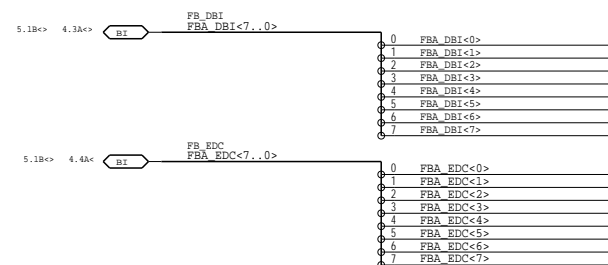 FB_DBI
5.1B<> 4.3A<> BI FBA_DBI<7..0>
0 FBA_DBI<0>
1 FBA_DBI<1>
2 FBA_DBI<2>
3 FBA_DBI<3>
4 FBA_DBI<4>
5 FBA_DBI<5>
6 FBA_DBI<6>
7 FBA_DBI<7>
FB_EDC
5.1B<> 4.4A< BI FBA_EDC<7..0>
0 FBA_EDC<0>
1 FBA_EDC<1>
2 FBA_EDC<2>
3 FBA_EDC<3>
4 FBA_EDC<4>
5 FBA_EDC<5>
6 FBA_EDC<6>
7 FBA_EDC<7>